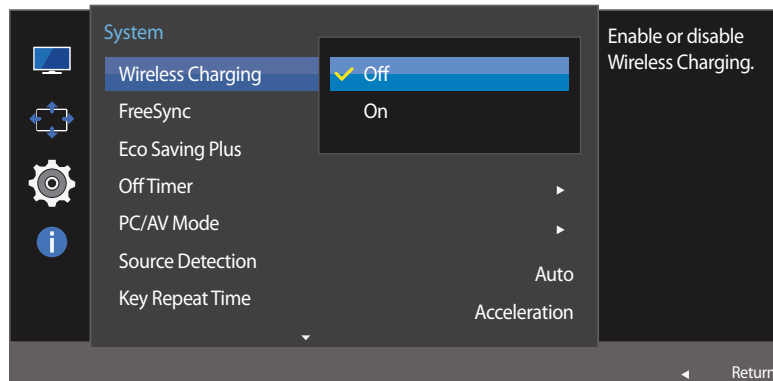 System
Wireless Charging
Off
On
FreeSync
Eco Saving Plus
Off Timer
PC/AV Mode
Source Detection
Auto
Key Repeat Time
Acceleration
Enable or disable
Wireless Charging.
Return